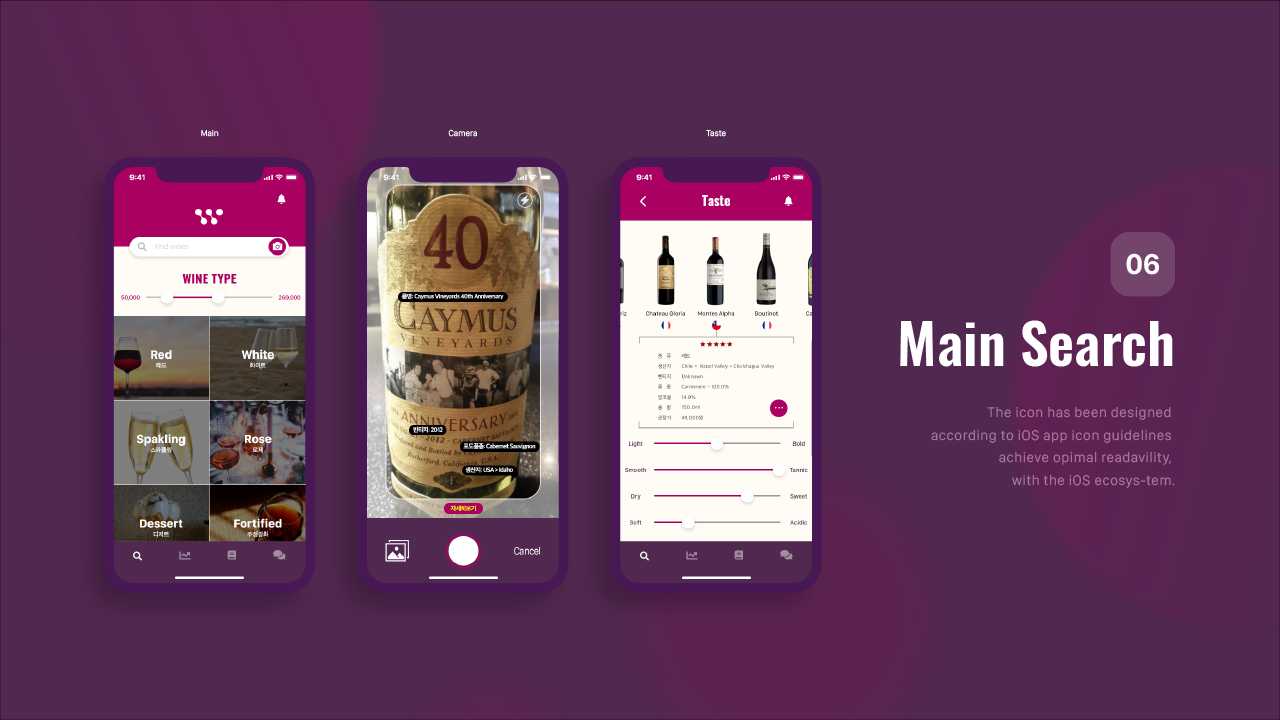 Main
9:41
Find wines
WINE TYPE
50,000
260,000
Red
레드
White
화이트
Spakling
스파클링
Rose
로제
Dessert
디저트
Fortified
주정강화
Camera
9:41
40
품명: Caymus Vineyards 40th Anniversary
CAYMUS
VINEYARDS
ANNIVERSARY
빈티지: 2012
포도품종: Cabernet Sauvignon
and Bottled by
Rutherford, California, USA
생산지: USA > Idaho
자세히보기
Cancel
Taste
9:41
Taste
Chateau Gloria
Montes Alpha
Boutinot
종 류 레드
생산지 Chile > Rapel Valley > Cholchagua Valley
빈티지 Unknown
품 종 Carmenere - 100.0%
알코올 14.0%
용 량 750.0ml
권장가 49,000원
Light
Bold
Smooth
Tannic
Dry
Sweet
Soft
Acidic
06
Main Search
The icon has been designed
according to iOS app icon guidelines
achieve opimal readavility,
with the iOS ecosys-tem.